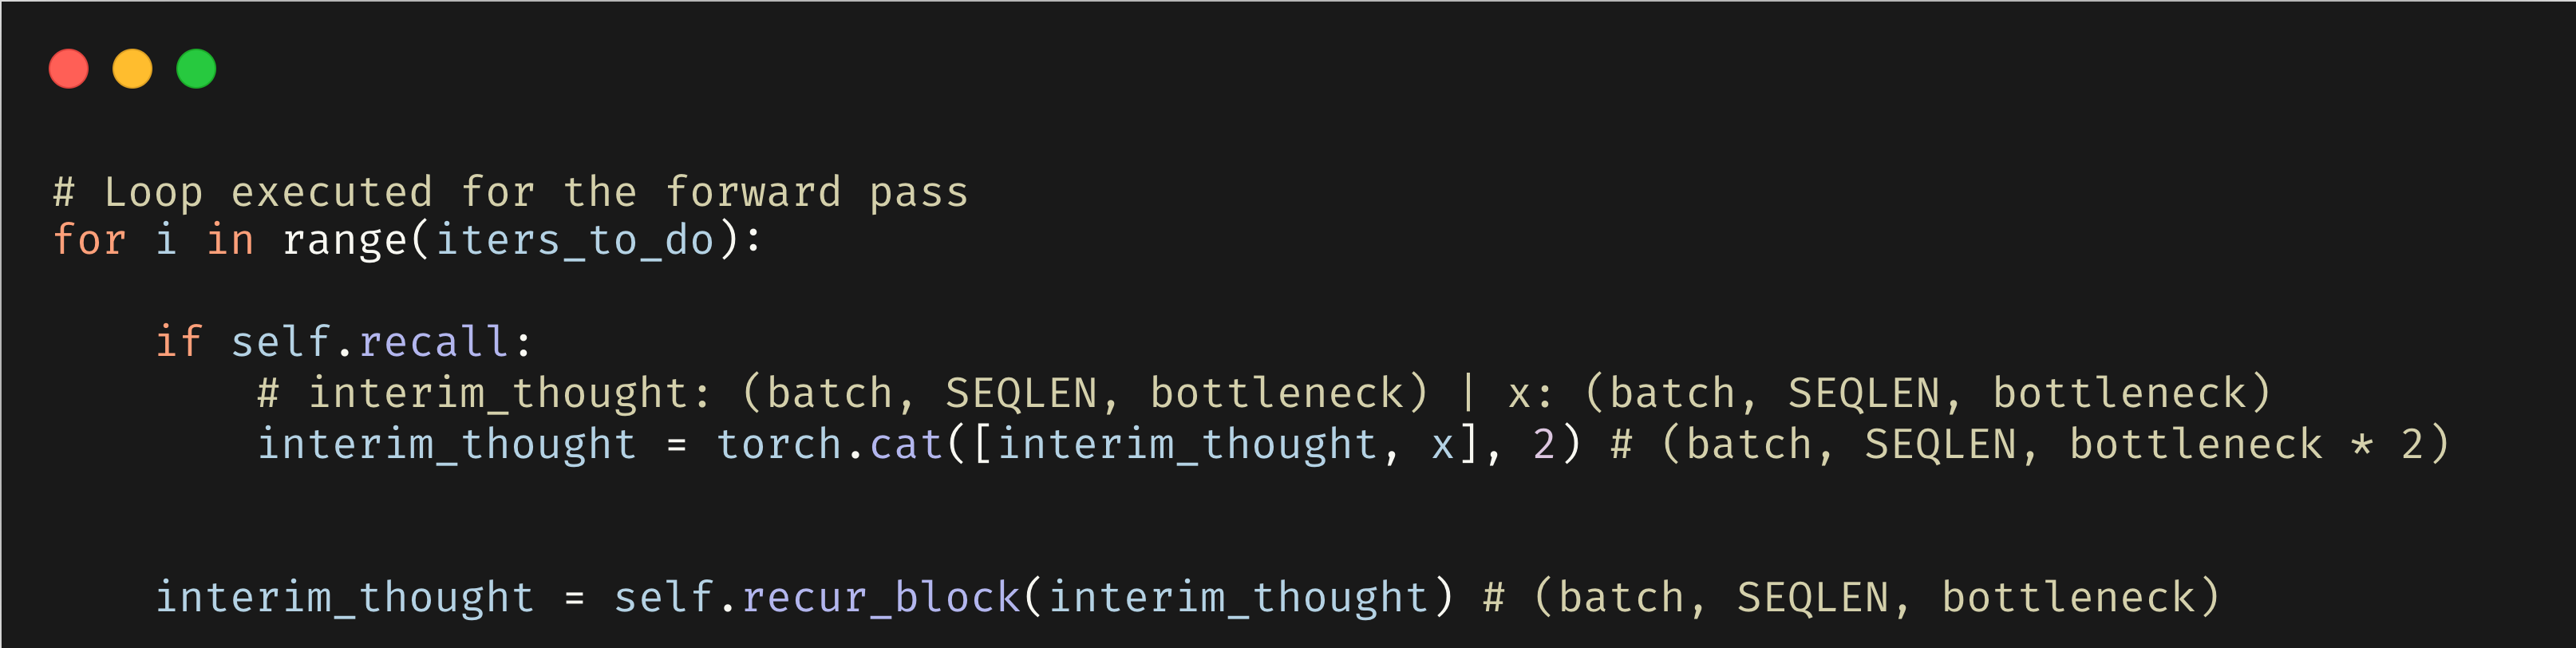 # Loop executed for the forward pass
for i in range(iters_to_do):
if self.recall:
# interim_thought: (batch, SEQLEN, bottleneck) | x: (batch, SEQLEN, bottleneck)
interim_thought = torch.cat([interim_thought, x], 2) # (batch, SEQLEN, bottleneck * 2)
interim_thought = self.recur_block(interim_thought) # (batch, SEQLEN, bottleneck)